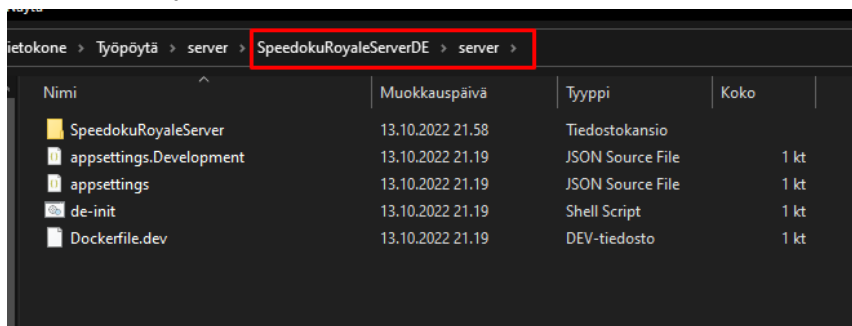 ietokone > Työpöytä > server > SpeedokuRoyaleServerDE > server >
Nimi Muokkauspäivä Tyyppi Koko
SpeedokuRoyaleServer 13.10.2022 21.58 Tiedostokansio
appsettings.Development 13.10.2022 21.19 JSON Source File 1 kt
appsettings 13.10.2022 21.19 JSON Source File 1 kt
de-init 13.10.2022 21.19 Shell Script 1 kt
Dockerfile.dev 13.10.2022 21.19 DEV-tiedosto 1 kt